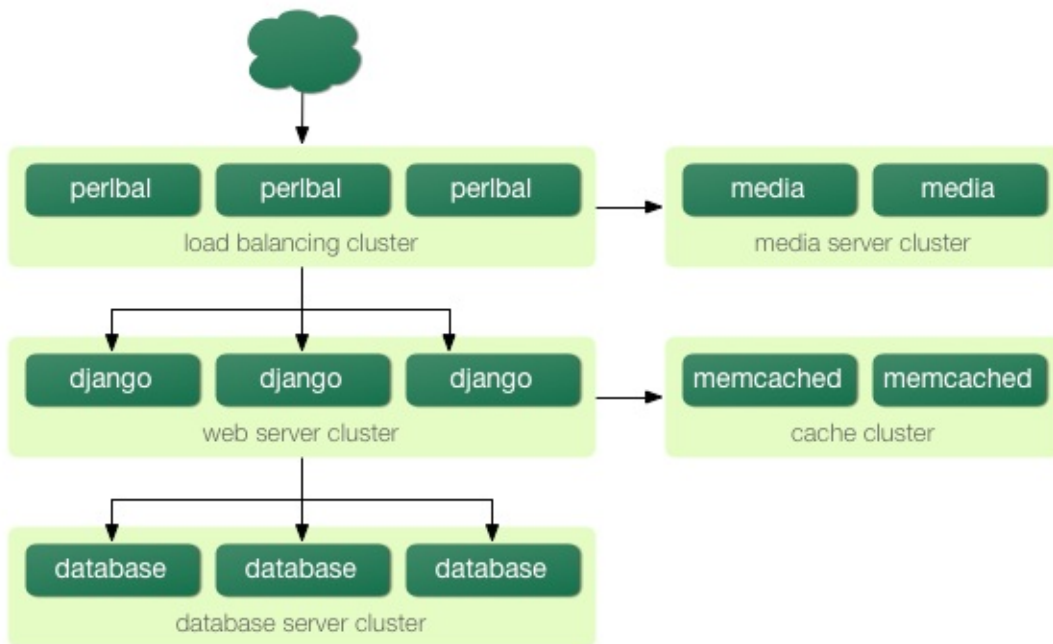 perlbal perlbal perlbal
load balancing cluster
media media
media server cluster
django django django
web server cluster
memcached memcached
cache cluster
database database database
database server cluster